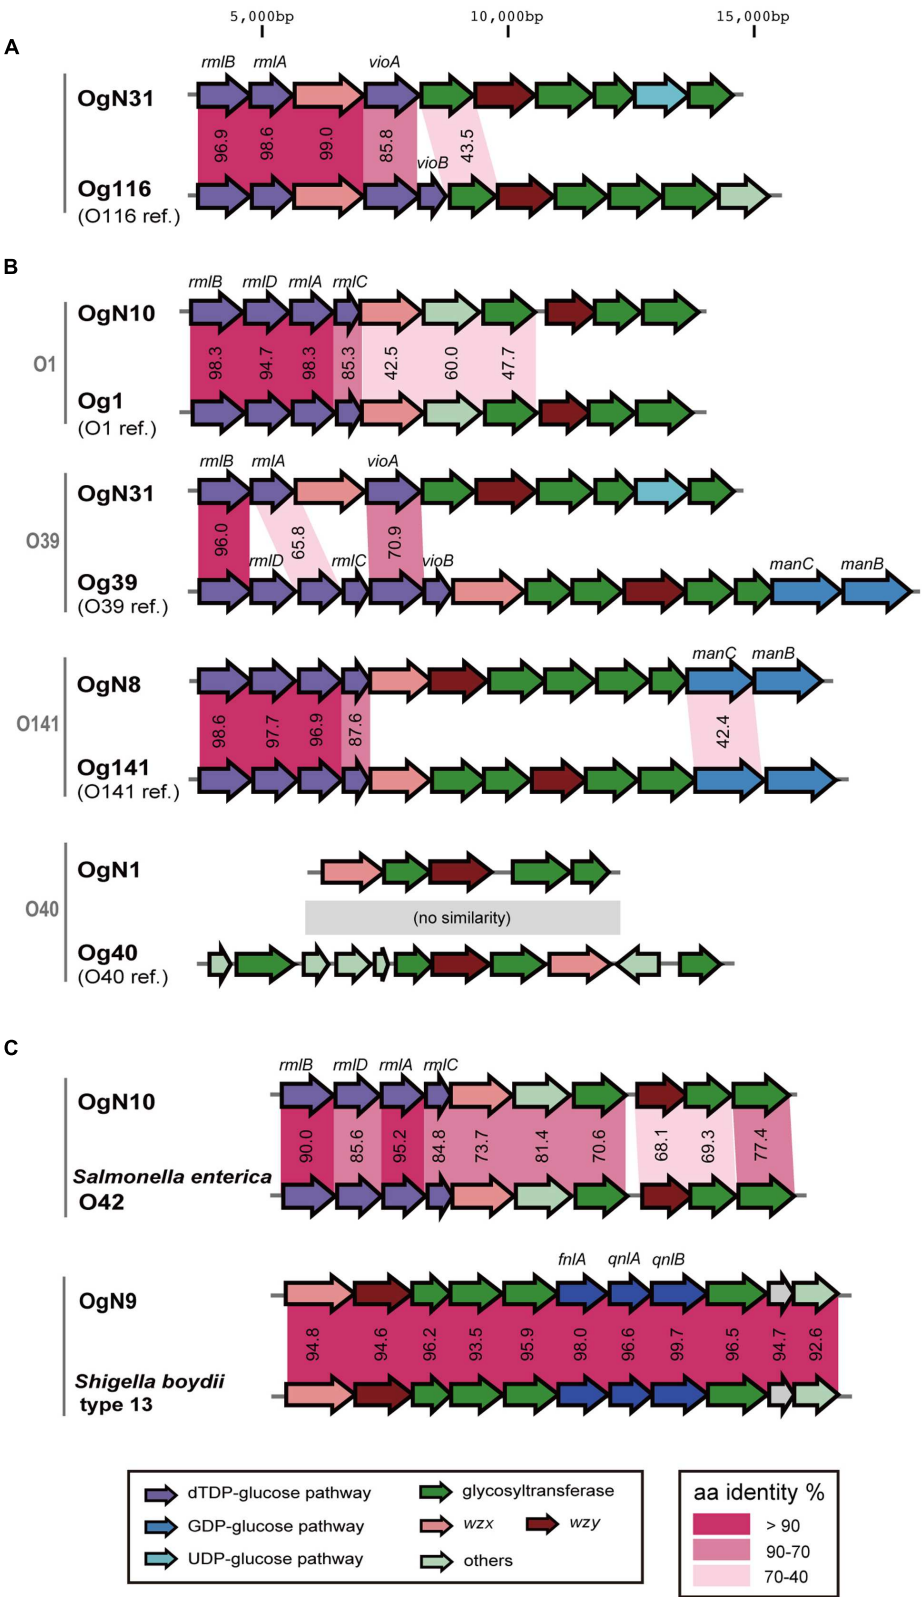 5,000bp 10,000bp 15,000bp
A
rmlB rmlA vioA
OgN31
96.9 98.6 99.0 85.8 43.5
vioB
Og116
(O116 ref.)
B
rmlB rmlD rmlA rmlC
OgN10
O1
98.3 94.7 98.3 85.3 42.5 60.0 47.7
Og1
(O1 ref.)
rmlB rmlA vioA
OgN31
O39
96.0 65.8 70.9
rmlD rmlC vioB manC manB
Og39
(O39 ref.)
manC manB
OgN8
O141
98.6 97.7 96.9 87.6 42.4
Og141
(O141 ref.)
OgN1
O40
(no similarity)
Og40
(O40 ref.)
C
rmlB rmlD rmlA rmlC
OgN10
90.0 85.6 95.2 84.8 73.7 81.4 70.6 68.1 69.3 77.4
Salmonella enterica
O42
fnlA qnlA qnlB
OgN9
94.8 94.6 96.2 93.5 95.9 98.0 96.6 99.7 96.5 94.7 92.6
Shigella boydii
type 13
dTDP-glucose pathway
GDP-glucose pathway
UDP-glucose pathway
glycosyltransferase
wzx wzy
others
aa identity %
> 90
90-70
70-40